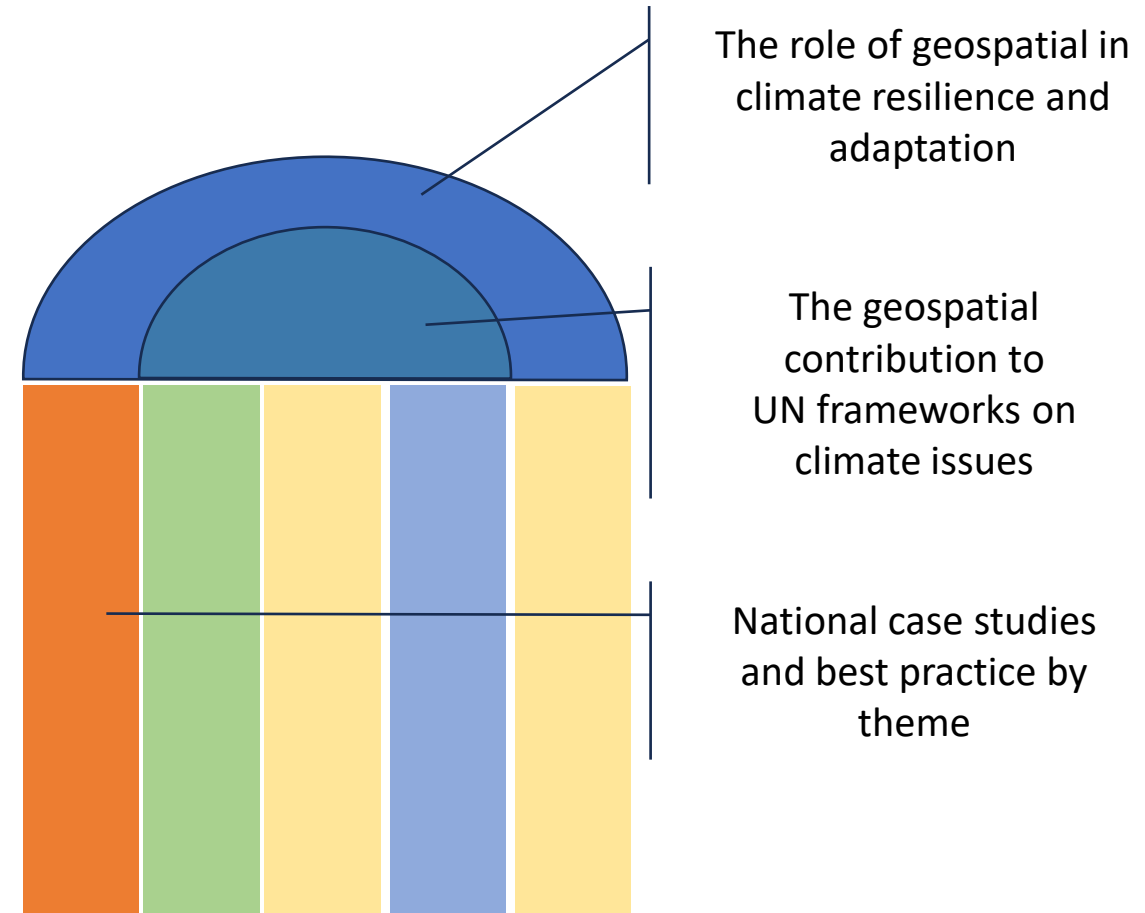 The role of geospatial in
climate resilience and
adaptation
The geospatial
contribution to
UN frameworks on
climate issues
National case studies
and best practice by
theme